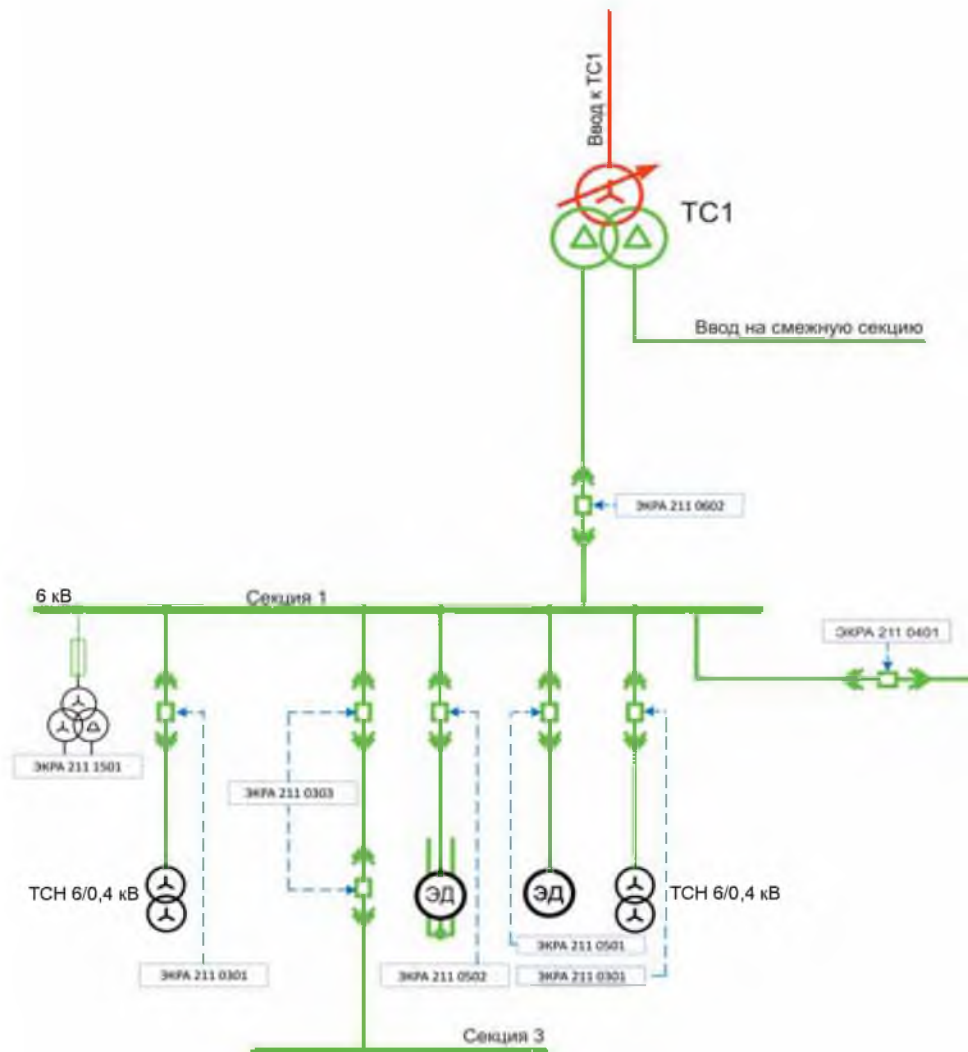 Ввод к ТС1
ТС1
Ввод на смежную секцию
ЭКРА 211 0602
6 кВ
Секция 1
ЭКРА 211 0401
ЭКРА 211 1501
ЭКРА 211 0303
ТСН 6/0,4 кВ
ЭД
ЭД
ТСН 6/0,4 кВ
ЭКРА 211 0501
ЭКРА 211 0301
ЭКРА 211 0502
ЭКРА 211 0301
Секция 3